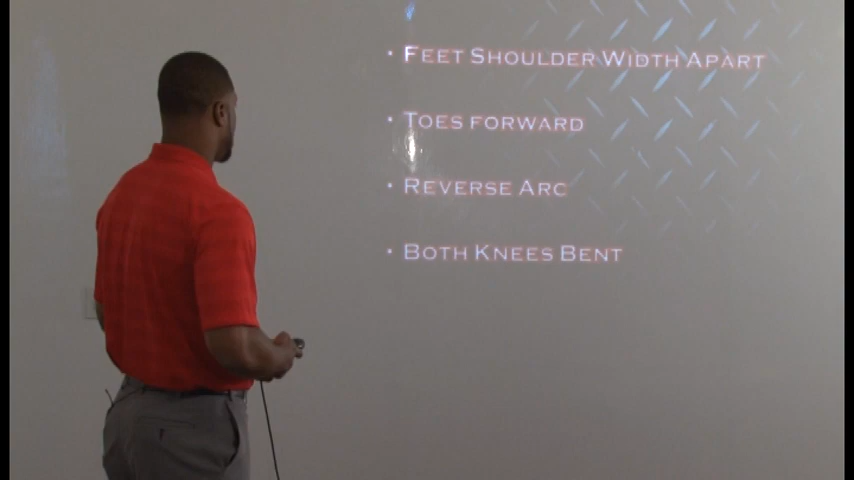 • Feet Shoulder Width Apart
• Toes forward
• Reverse Arc
• Both Knees Bent